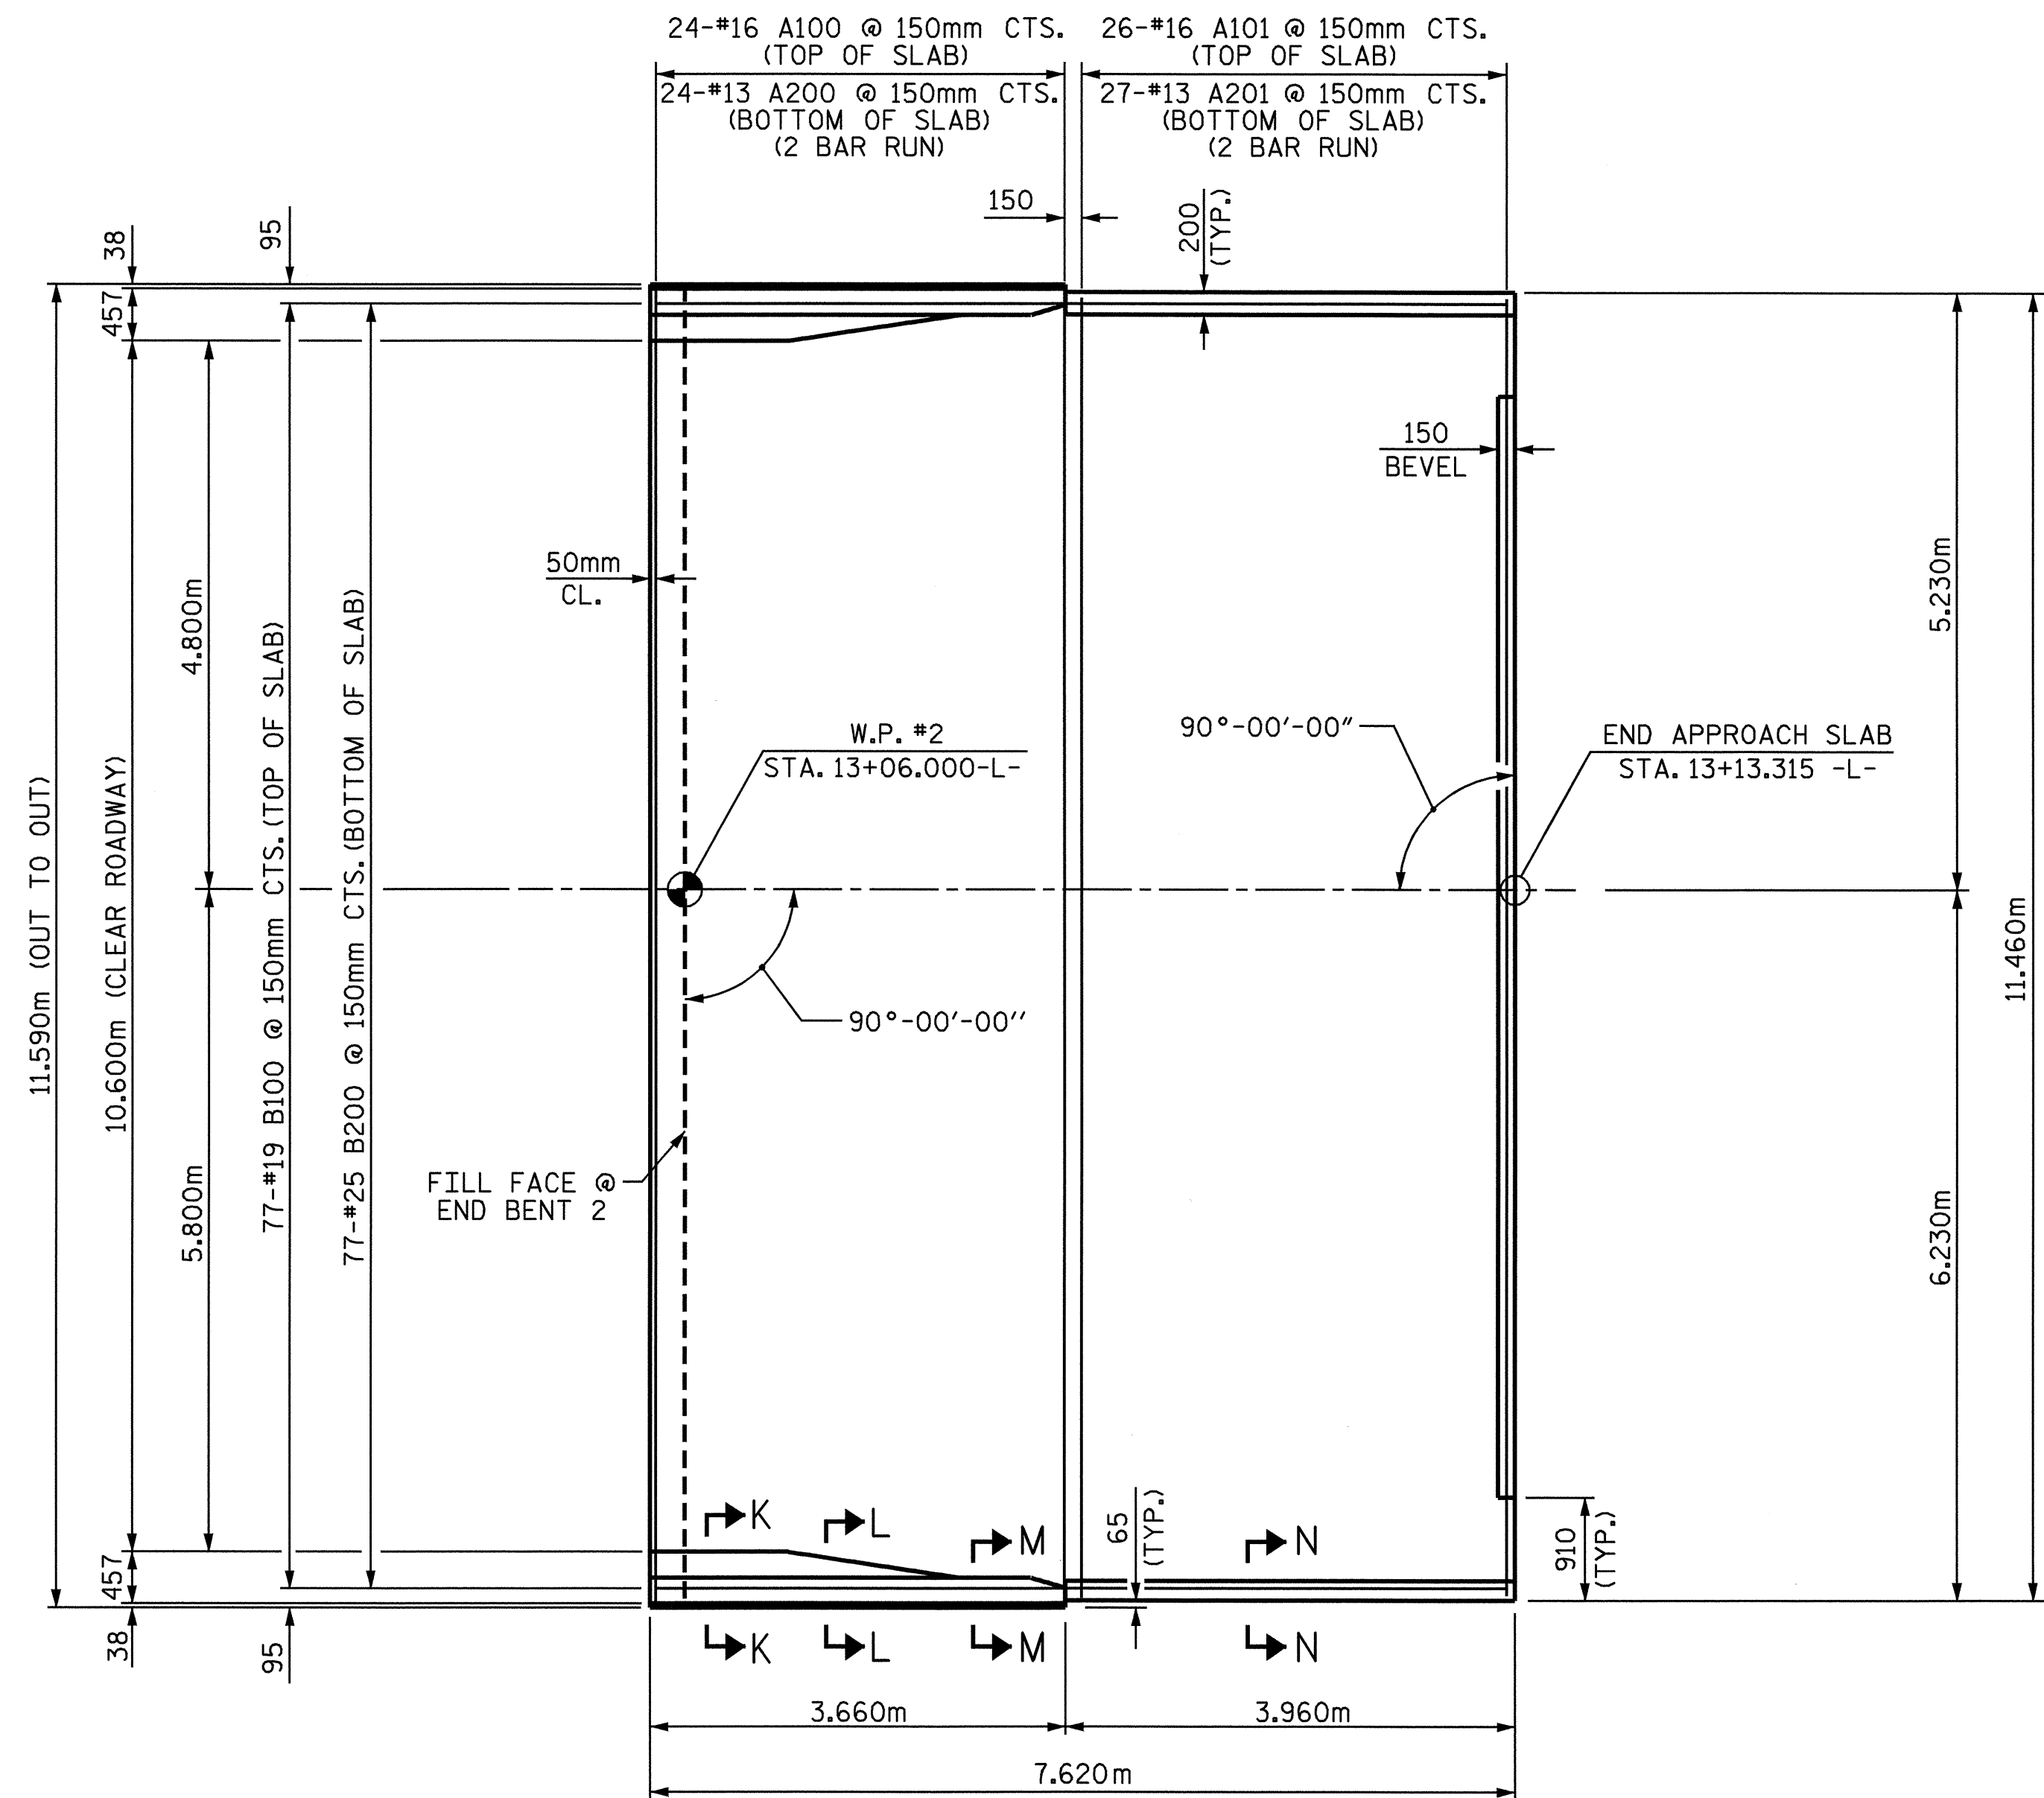 24-#16 A100 @ 150mm CTS.
(TOP OF SLAB)
24-#13 A200 @ 150mm CTS.
(BOTTOM OF SLAB)
(2 BAR RUN)
26-#16 A101 @ 150mm CTS.
(TOP OF SLAB)
27-#13 A201 @ 150mm CTS.
(BOTTOM OF SLAB)
(2 BAR RUN)
150
200
(TYP.)
38
95
457
150
BEVEL
50mm
CL.
4.800m
5.230m
77-#19 B100 @ 150mm CTS. (TOP OF SLAB)
77-#25 B200 @ 150mm CTS. (BOTTOM OF SLAB)
W.P. #2
STA. 13+06.000-L-
90°-00'-00"
END APPROACH SLAB
STA. 13+13.315 -L-
11.590m (OUT TO OUT)
10.600m (CLEAR ROADWAY)
11.460m
90°-00'-00"
5.800m
FILL FACE @
END BENT 2
6.230m
K
L
M
N
65
(TYP.)
910
(TYP.)
457
38
95
K
L
M
N
3.660m
3.960m
7.620m